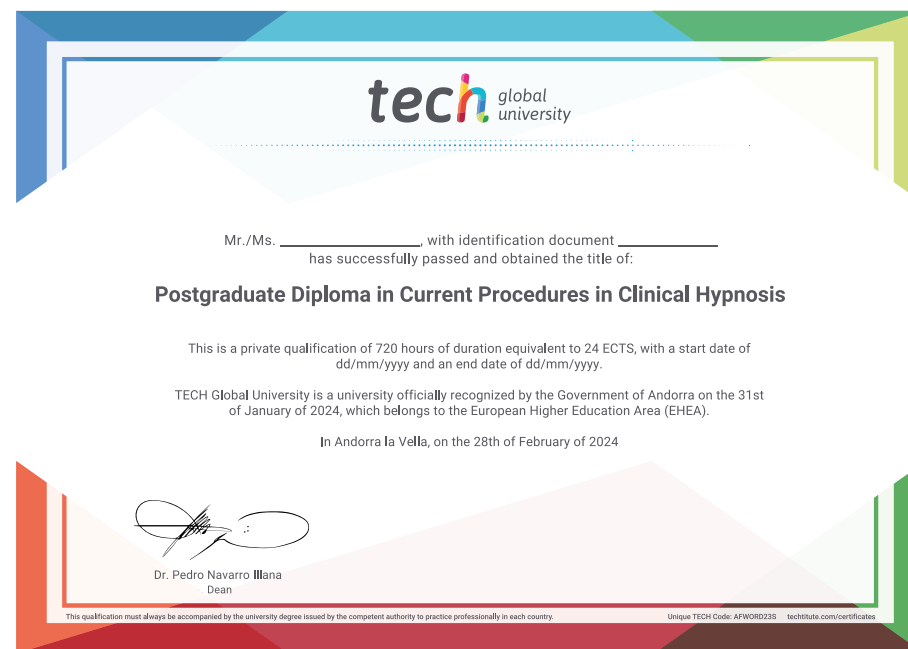 tech global university
Mr./Ms. ____________________, with identification document ______________
has successfully passed and obtained the title of:
Postgraduate Diploma in Current Procedures in Clinical Hypnosis
This is a private qualification of 720 hours of duration equivalent to 24 ECTS, with a start date of
dd/mm/yyyy and an end date of dd/mm/yyyy.
TECH Global University is a university officially recognized by the Government of Andorra on the 31st
of January of 2024, which belongs to the European Higher Education Area (EHEA).
In Andorra la Vella, on the 28th of February of 2024
Dr. Pedro Navarro Illana
Dean
This qualification must always be accompanied by the university degree issued by the competent authority to practice professionally in each country.
Unique TECH Code: AFWORD23S techtitute.com/certificates